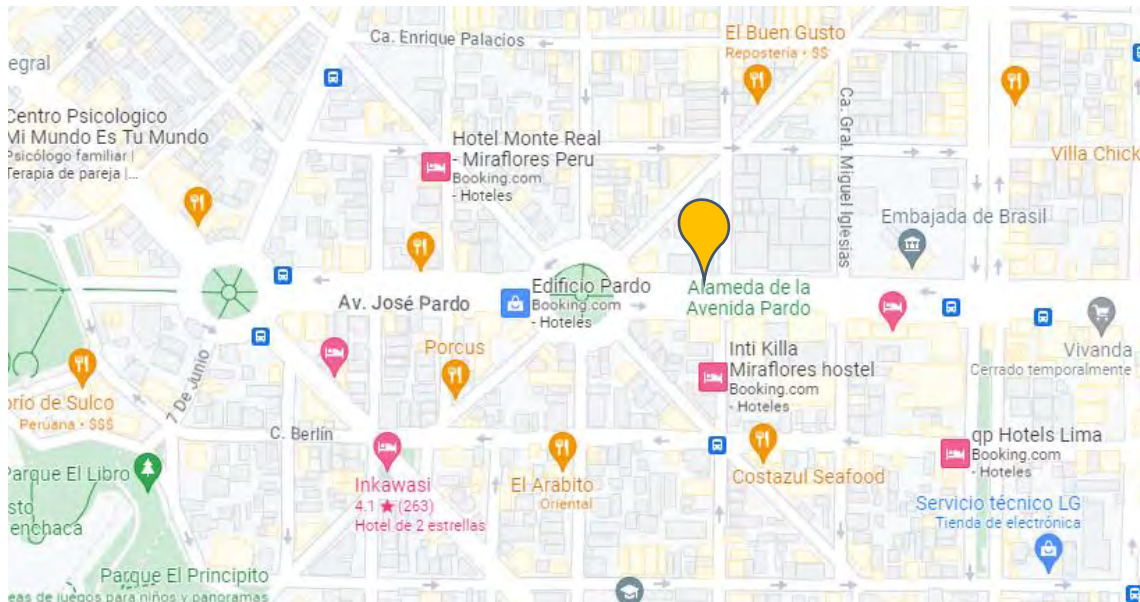 Ca. Enrique Palacios
El Buen Gusto
Repostería • $$
egral
Centro Psicologico
Mi Mundo Es Tu Mundo
Psicólogo familiar |
Terapia de pareja |...
Hotel Monte Real
- Miraflores Peru
Booking.com
- Hoteles
Ca. Gral. Miguel Iglesias
Villa Chick
Embajada de Brasil
Av. José Pardo
Edificio Pardo
Booking.com
- Hoteles
Alameda de la
Avenida Pardo
Porcus
Inti Killa
Miraflores hostel
Booking.com
- Hoteles
Vivanda
Cerrado temporalmente
7 De Junio
orio de Sulco
Peruana • $$$
C. Berlín
qp Hotels Lima
Booking.com
- Hoteles
Parque El Libro
Inkawasi
4.1 ★ (263)
Hotel de 2 estrellas
El Arabito
Oriental
Costazul Seafood
sto
enchaca
Servicio técnico LG
Tienda de electrónica
Parque El Principito
eas de juegos para niños y panoramas